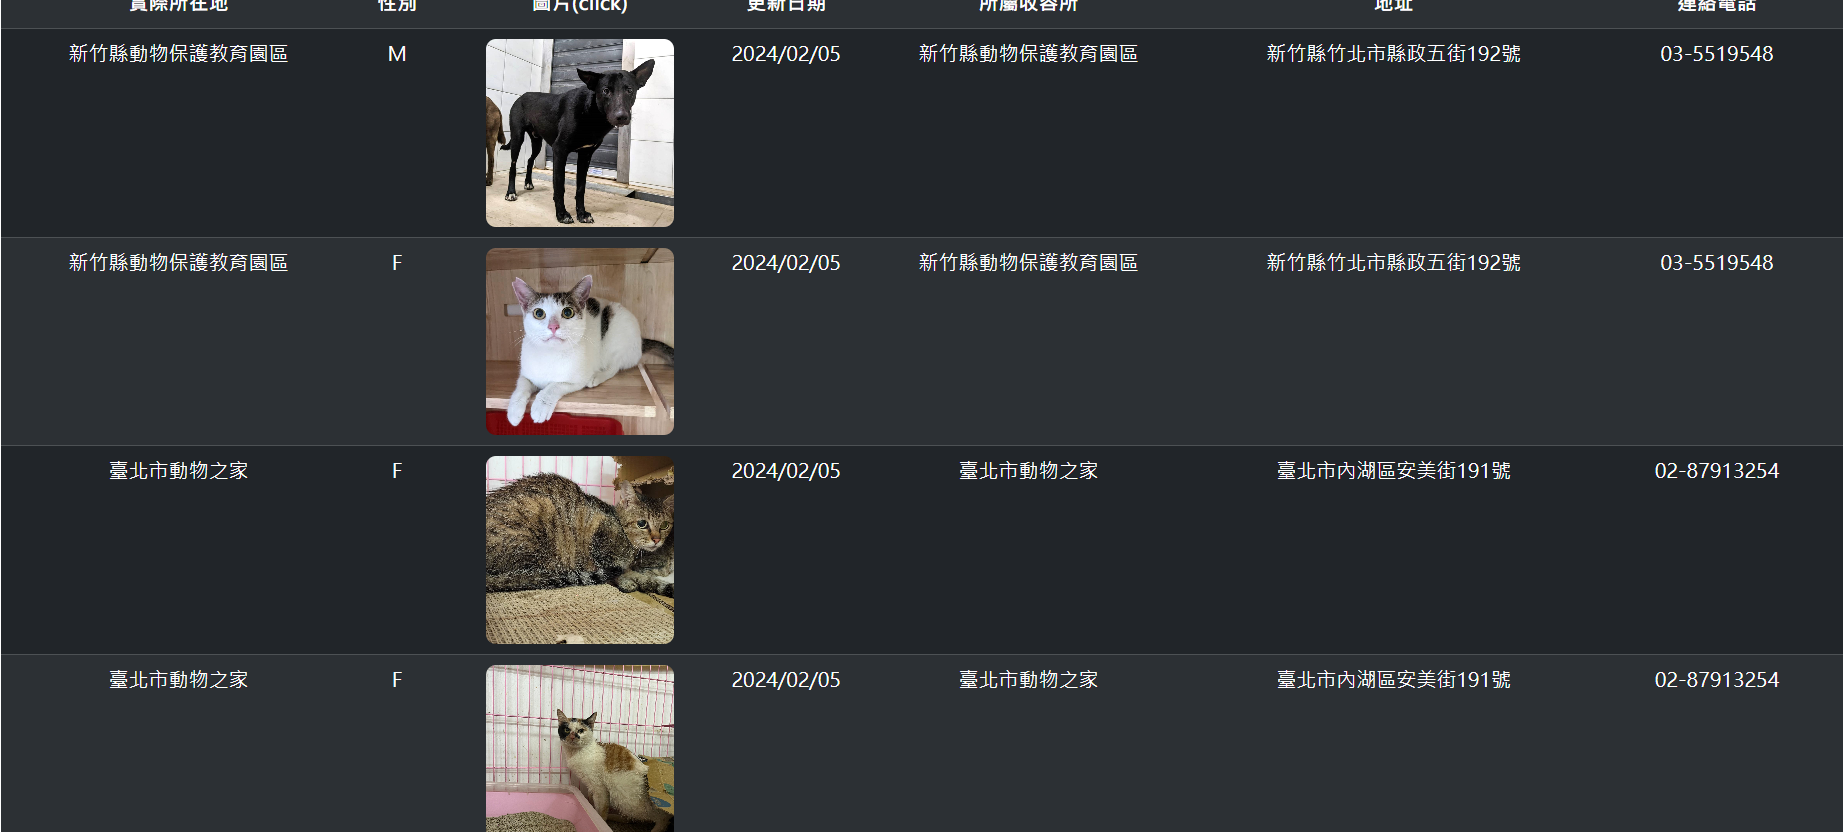 實際所在地 性別 圖片(click) 更新日期 所屬收容所 地址 連絡電話
新竹縣動物保護教育園區 M 2024/02/05 新竹縣動物保護教育園區 新竹縣竹北市縣政五街192號 03-5519548
新竹縣動物保護教育園區 F 2024/02/05 新竹縣動物保護教育園區 新竹縣竹北市縣政五街192號 03-5519548
臺北市動物之家 F 2024/02/05 臺北市動物之家 臺北市內湖區安美街191號 02-87913254
臺北市動物之家 F 2024/02/05 臺北市動物之家 臺北市內湖區安美街191號 02-87913254